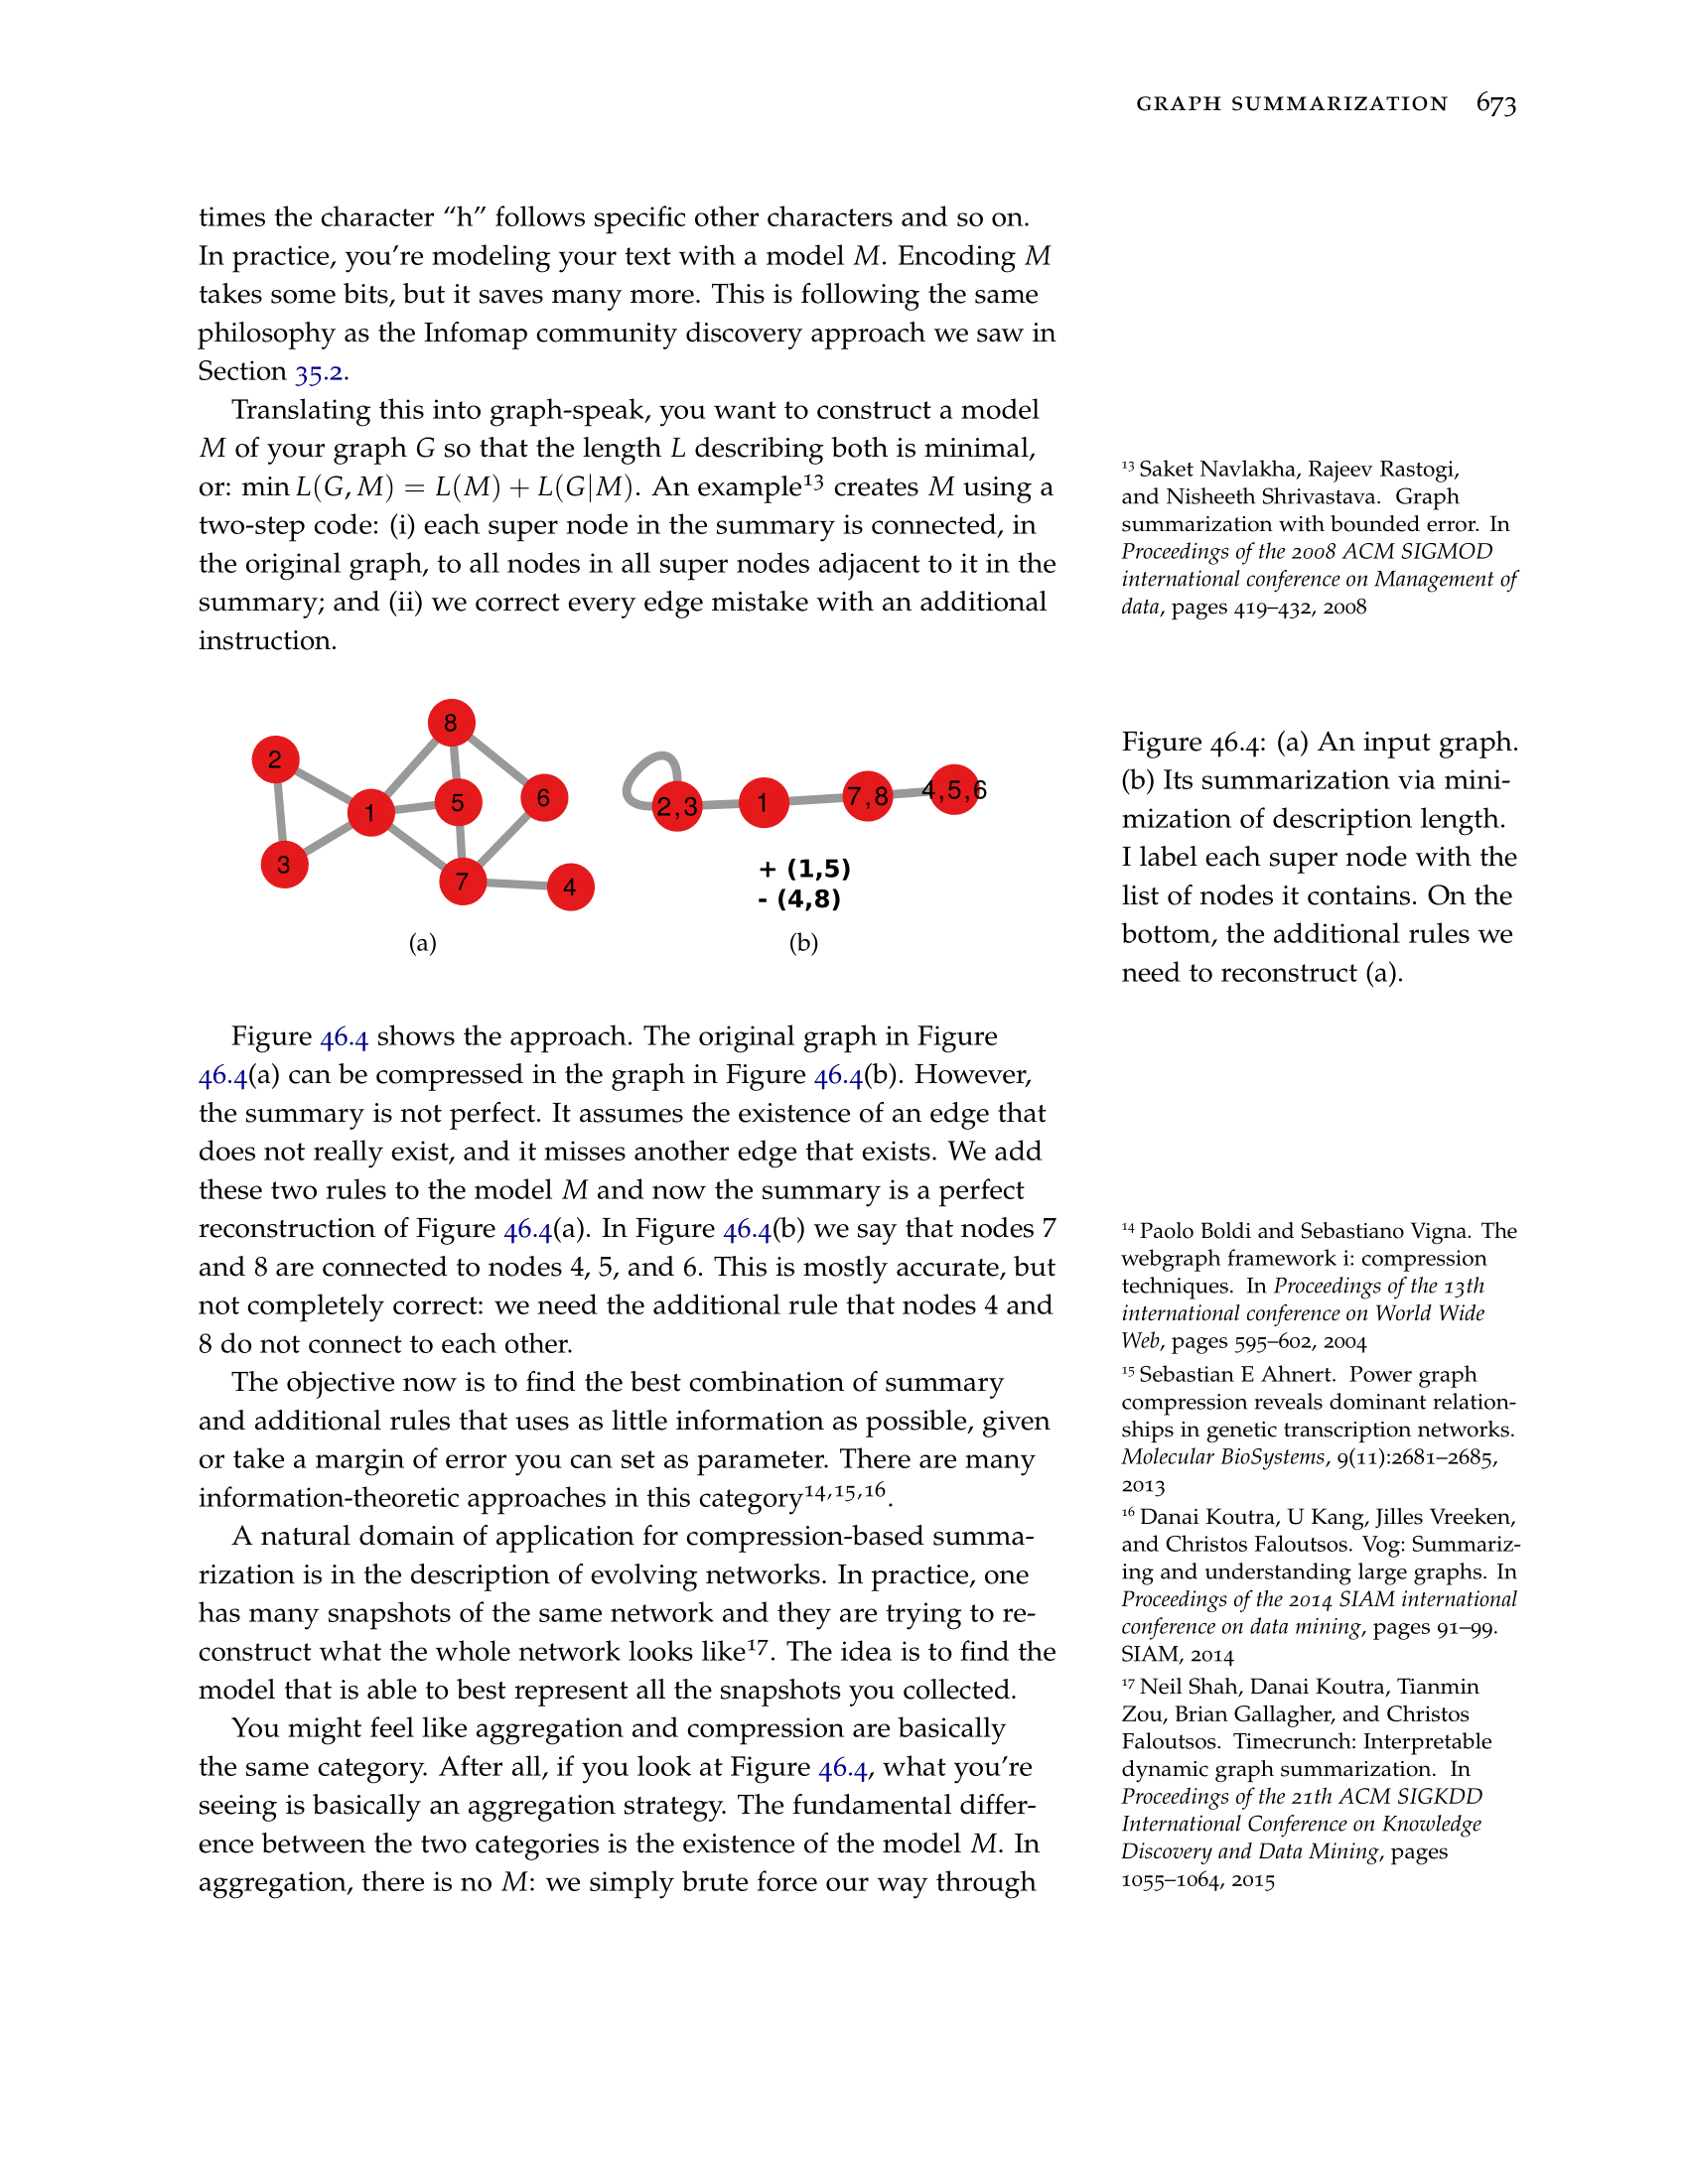 GRAPH SUMMARIZATION 673
times the character “h” follows specific other characters and so on.
In practice, you’re modeling your text with a model M. Encoding M
takes some bits, but it saves many more. This is following the same
philosophy as the Infomap community discovery approach we saw in
Section 35.2.
Translating this into graph-speak, you want to construct a model
M of your graph G so that the length L describing both is minimal,
or: min L(G, M) = L(M) + L(G|M). An example¹³ creates M using a
two-step code: (i) each super node in the summary is connected, in
the original graph, to all nodes in all super nodes adjacent to it in the
summary; and (ii) we correct every edge mistake with an additional
instruction.
¹³ Saket Navlakha, Rajeev Rastogi,
and Nisheeth Shrivastava. Graph
summarization with bounded error. In
Proceedings of the 2008 ACM SIGMOD
international conference on Management of
data, pages 419–432, 2008
8
2
1
5
6
3
7
4
(a)
2,3
1
7,8
4,5,6
+ (1,5)
- (4,8)
(b)
Figure 46.4: (a) An input graph.
(b) Its summarization via mini-
mization of description length.
I label each super node with the
list of nodes it contains. On the
bottom, the additional rules we
need to reconstruct (a).
Figure 46.4 shows the approach. The original graph in Figure
46.4(a) can be compressed in the graph in Figure 46.4(b). However,
the summary is not perfect. It assumes the existence of an edge that
does not really exist, and it misses another edge that exists. We add
these two rules to the model M and now the summary is a perfect
reconstruction of Figure 46.4(a). In Figure 46.4(b) we say that nodes 7
and 8 are connected to nodes 4, 5, and 6. This is mostly accurate, but
not completely correct: we need the additional rule that nodes 4 and
8 do not connect to each other.
The objective now is to find the best combination of summary
and additional rules that uses as little information as possible, given
or take a margin of error you can set as parameter. There are many
information-theoretic approaches in this category¹⁴,¹⁵,¹⁶.
A natural domain of application for compression-based summa-
rization is in the description of evolving networks. In practice, one
has many snapshots of the same network and they are trying to re-
construct what the whole network looks like¹⁷. The idea is to find the
model that is able to best represent all the snapshots you collected.
You might feel like aggregation and compression are basically
the same category. After all, if you look at Figure 46.4, what you’re
seeing is basically an aggregation strategy. The fundamental differ-
ence between the two categories is the existence of the model M. In
aggregation, there is no M: we simply brute force our way through
¹⁴ Paolo Boldi and Sebastiano Vigna. The
webgraph framework i: compression
techniques. In Proceedings of the 13th
international conference on World Wide
Web, pages 595–602, 2004
¹⁵ Sebastian E Ahnert. Power graph
compression reveals dominant relation-
ships in genetic transcription networks.
Molecular BioSystems, 9(11):2681–2685,
2013
¹⁶ Danai Koutra, U Kang, Jilles Vreeken,
and Christos Faloutsos. Vog: Summariz-
ing and understanding large graphs. In
Proceedings of the 2014 SIAM international
conference on data mining, pages 91–99.
SIAM, 2014
¹⁷ Neil Shah, Danai Koutra, Tianmin
Zou, Brian Gallagher, and Christos
Faloutsos. Timecrunch: Interpretable
dynamic graph summarization. In
Proceedings of the 21th ACM SIGKDD
International Conference on Knowledge
Discovery and Data Mining, pages
1055–1064, 2015